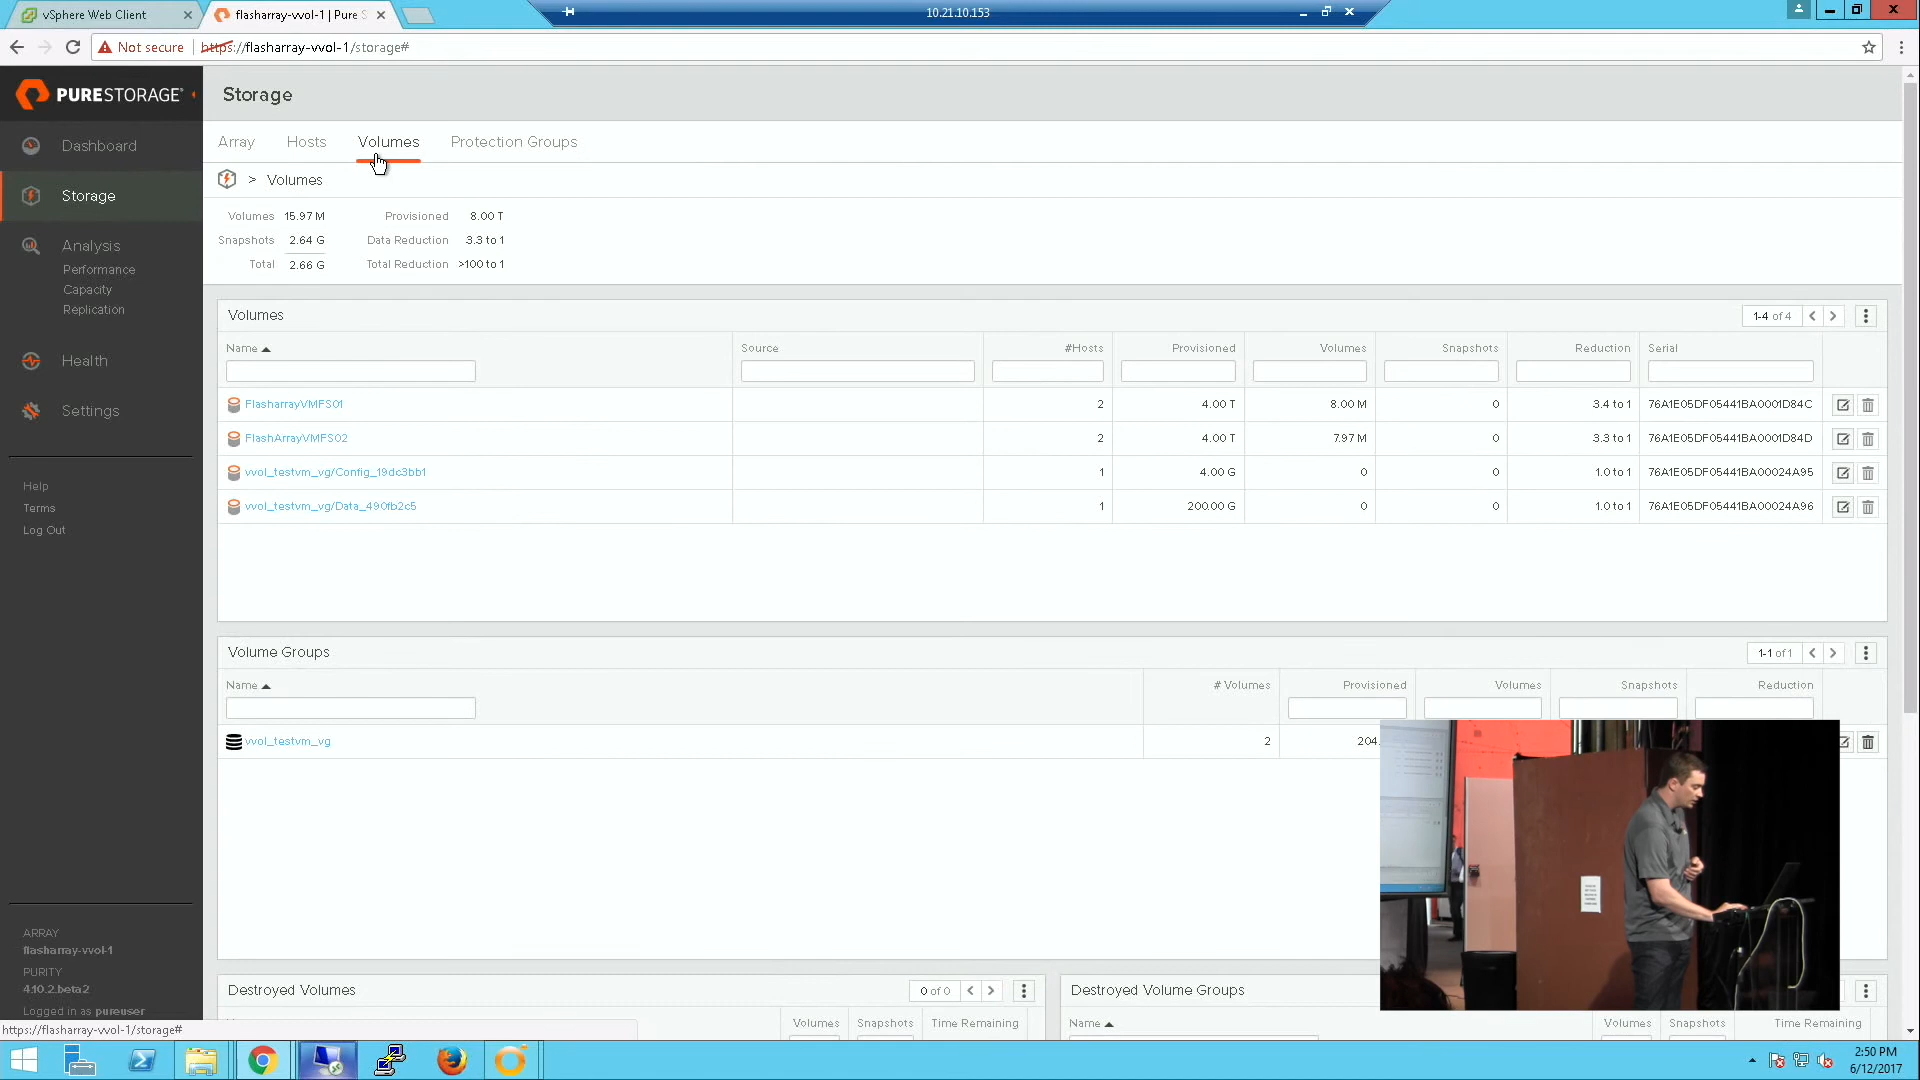 vSphere Web Client
flasharray-vvol-1 | Pure S
10.21.10.153
Not secure
https://flasharray-vvol-1/storage#
PURESTORAGE
Dashboard
Storage
Analysis
Performance
Capacity
Replication
Health
Settings
Help
Terms
Log Out
ARRAY
flasharray-vvol-1
PURITY
4.10.2.beta2
Logged in as pureuser
https://flasharray-vvol-1/storage#
Storage
Array Hosts Volumes Protection Groups
> Volumes
Volumes 15.97 M Provisioned 8.00 T
Snapshots 2.64 G Data Reduction 3.3 to 1
Total 2.66 G Total Reduction >100 to 1
Volumes 1-4 of 4
Name Source #Hosts Provisioned Volumes Snapshots Reduction Serial
FlasharrayVMFS01 2 4.00 T 8.00 M 0 3.4 to 1 76A1E05DF05441BA0001D84C
FlashArrayVMFS02 2 4.00 T 7.97 M 0 3.3 to 1 76A1E05DF05441BA0001D84D
vvol_testvm_vg/Config_19dc3bb1 1 4.00 G 0 0 1.0 to 1 76A1E05DF05441BA00024A95
vvol_testvm_vg/Data_490fb2c5 1 200.00 G 0 0 1.0 to 1 76A1E05DF05441BA00024A96
Volume Groups 1-1 of 1
Name # Volumes Provisioned Volumes Snapshots Reduction
vvol_testvm_vg 2 204.
Destroyed Volumes 0 of 0
Volumes Snapshots Time Remaining
Destroyed Volume Groups
Name Volumes Snapshots Time Remaining
2:50 PM
6/12/2017